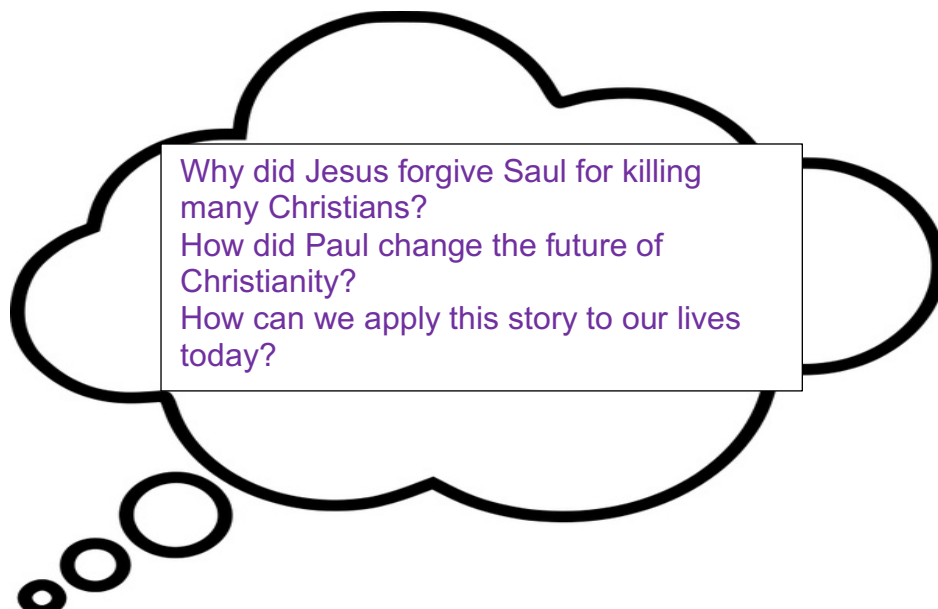 Why did Jesus forgive Saul for killing
many Christians?
How did Paul change the future of
Christianity?
How can we apply this story to our lives
today?